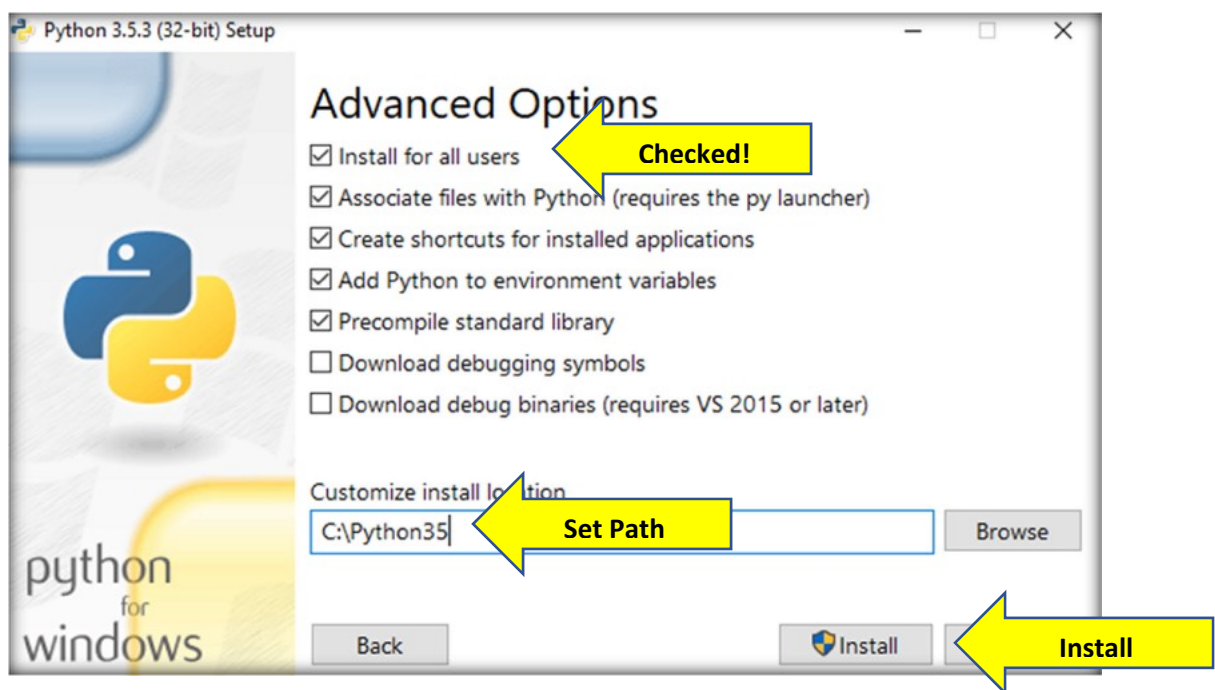 Python 3.5.3 (32-bit) Setup
Advanced Options
Install for all users
Checked!
Associate files with Python (requires the py launcher)
Create shortcuts for installed applications
Add Python to environment variables
Precompile standard library
Download debugging symbols
Download debug binaries (requires VS 2015 or later)
Customize install location
C:\Python35
Set Path
Browse
python
for
windows
Back
Install
Install